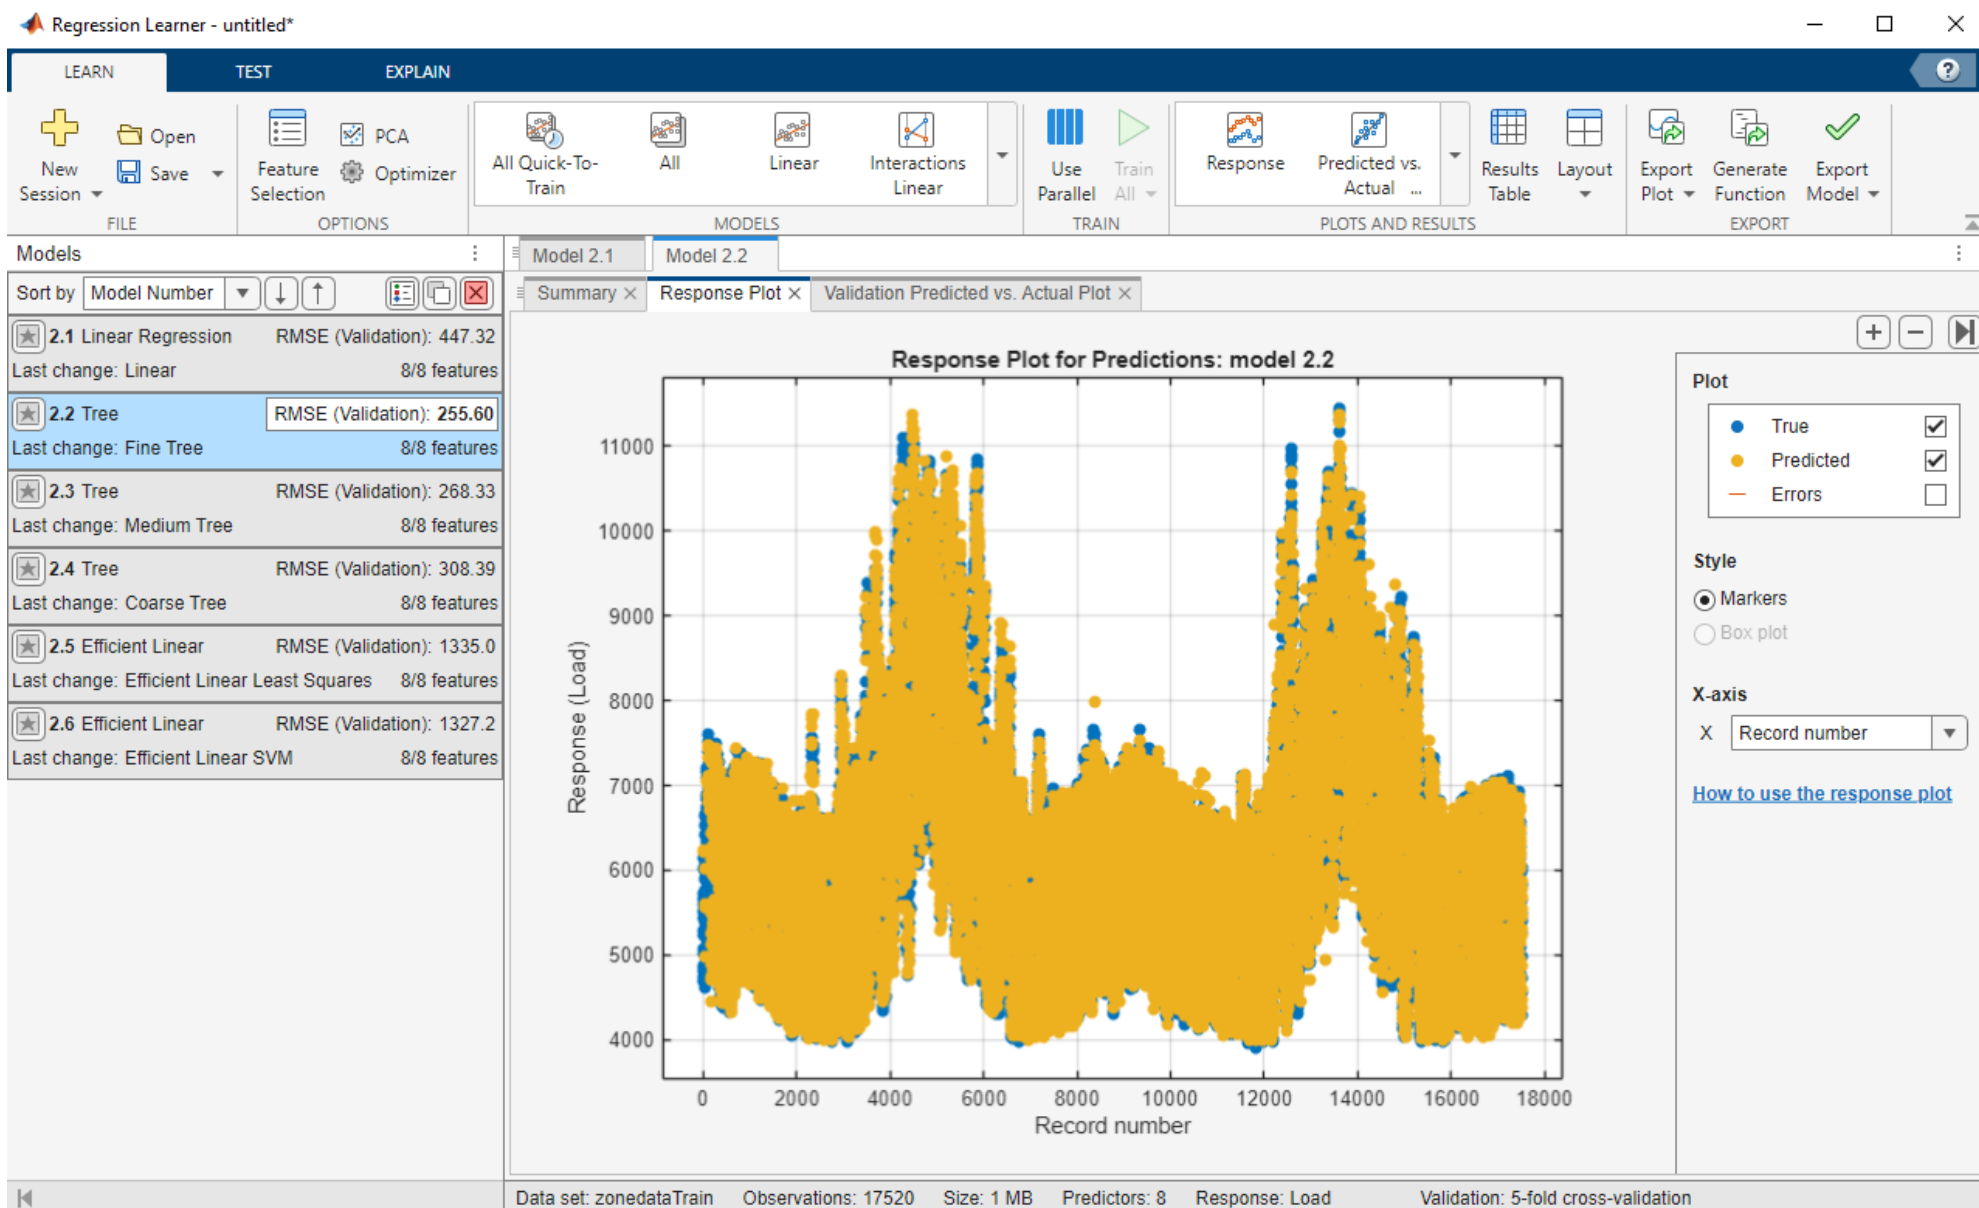 Regression Learner - untitled*
LEARN TEST EXPLAIN ?
New Session
Open
Save
FILE
Feature Selection
PCA
Optimizer
OPTIONS
All Quick-To-Train
All
Linear
Interactions Linear
MODELS
Use Parallel
Train All
TRAIN
Response
Predicted vs. Actual ...
Results Table
Layout
PLOTS AND RESULTS
Export Plot
Generate Function
Export Model
EXPORT
Models
Sort by Model Number
2.1 Linear Regression RMSE (Validation): 447.32
Last change: Linear 8/8 features
2.2 Tree RMSE (Validation): 255.60
Last change: Fine Tree 8/8 features
2.3 Tree RMSE (Validation): 268.33
Last change: Medium Tree 8/8 features
2.4 Tree RMSE (Validation): 308.39
Last change: Coarse Tree 8/8 features
2.5 Efficient Linear RMSE (Validation): 1335.0
Last change: Efficient Linear Least Squares 8/8 features
2.6 Efficient Linear RMSE (Validation): 1327.2
Last change: Efficient Linear SVM 8/8 features
Model 2.1 Model 2.2
Summary Response Plot Validation Predicted vs. Actual Plot
Response Plot for Predictions: model 2.2
11000
10000
9000
8000
7000
6000
5000
4000
Response (Load)
0 2000 4000 6000 8000 10000 12000 14000 16000 18000
Record number
Plot
True
Predicted
Errors
Style
Markers
Box plot
X-axis
X Record number
How to use the response plot
Data set: zonedataTrain Observations: 17520 Size: 1 MB Predictors: 8 Response: Load Validation: 5-fold cross-validation